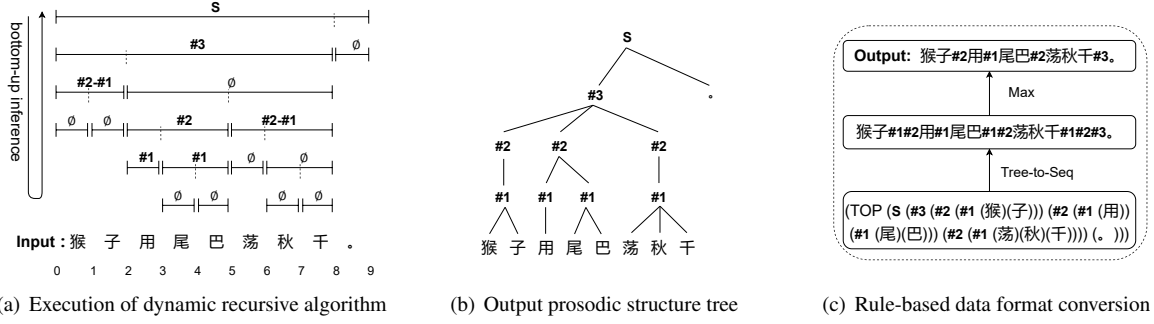 S
#3 ∅
#2-#1 ∅
∅ ∅ #2 #2-#1
#1 #1 ∅ ∅
∅ ∅ ∅ ∅
bottom-up inference
Input : 猴 子 用 尾 巴 荡 秋 千 。
0 1 2 3 4 5 6 7 8 9
(a) Execution of dynamic recursive algorithm
S
#3 。
#2 #2 #2
#1 #1 #1 #1
猴 子 用 尾 巴 荡 秋 千
(b) Output prosodic structure tree
Output: 猴子#2用#1尾巴#2荡秋千#3。
Max
猴子#1#2用#1尾巴#1#2荡秋千#1#2#3。
Tree-to-Seq
(TOP (S (#3 (#2 (#1 (猴)(子))) (#2 (#1 (用))
(#1 (尾)(巴))) (#2 (#1 (荡)(秋)(千)))) (。)))
(c) Rule-based data format conversion